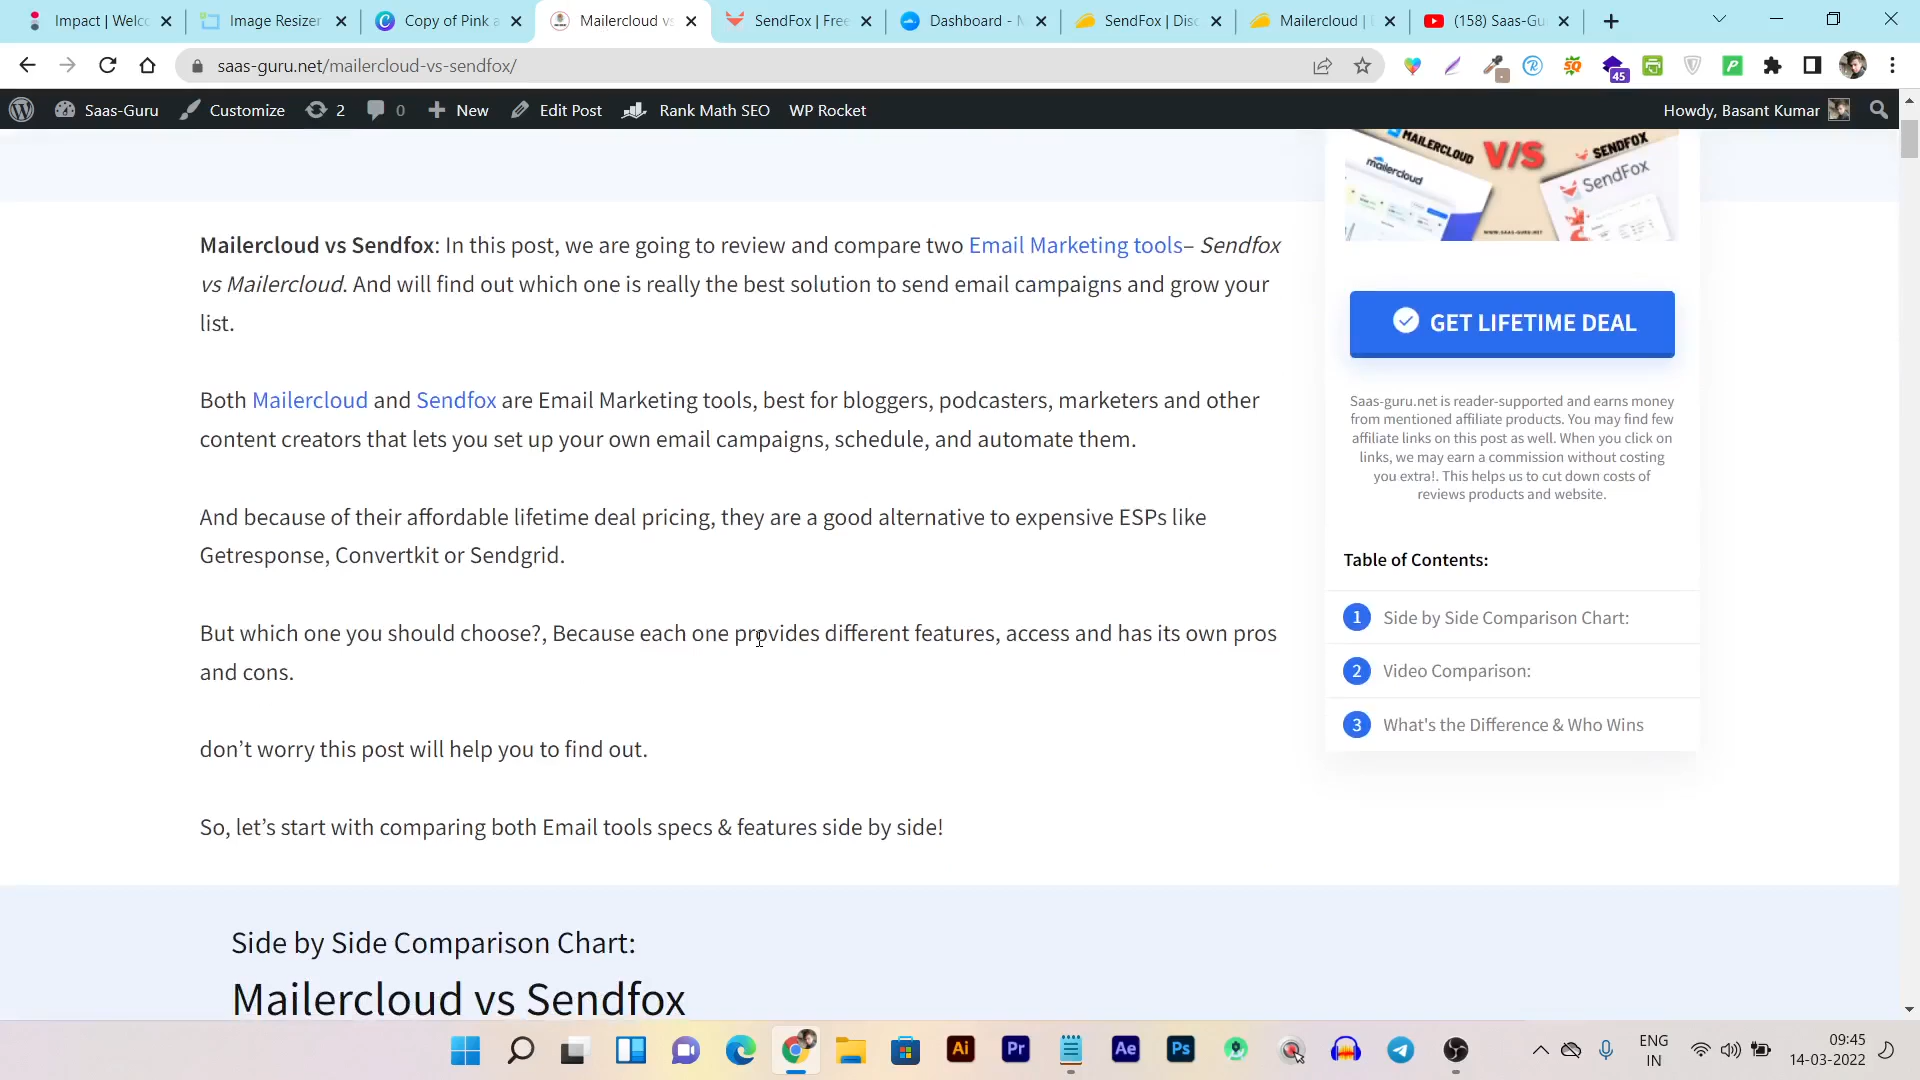 Impact | Welc
Image Resizer
Copy of Pink a
Mailercloud vs
SendFox | Free
Dashboard - M
SendFox | Disc
Mailercloud |
(158) Saas-Gu
saas-guru.net/mailercloud-vs-sendfox/
45
Saas-Guru
Customize
2
0
New
Edit Post
Rank Math SEO
WP Rocket
Howdy, Basant Kumar
MAILERCLOUD V/S SENDFOX
mailercloud
SendFox
WWW.SAAS-GURU.NET
Mailercloud vs Sendfox: In this post, we are going to review and compare two Email Marketing tools– Sendfox
vs Mailercloud. And will find out which one is really the best solution to send email campaigns and grow your
list.
Both Mailercloud and Sendfox are Email Marketing tools, best for bloggers, podcasters, marketers and other
content creators that lets you set up your own email campaigns, schedule, and automate them.
And because of their affordable lifetime deal pricing, they are a good alternative to expensive ESPs like
Getresponse, Convertkit or Sendgrid.
But which one you should choose?, Because each one provides different features, access and has its own pros
and cons.
don’t worry this post will help you to find out.
So, let’s start with comparing both Email tools specs & features side by side!
GET LIFETIME DEAL
Saas-guru.net is reader-supported and earns money
from mentioned affiliate products. You may find few
affiliate links on this post as well. When you click on
links, we may earn a commission without costing
you extra!. This helps us to cut down costs of
reviews products and website.
Table of Contents:
1 Side by Side Comparison Chart:
2 Video Comparison:
3 What's the Difference & Who Wins
Side by Side Comparison Chart:
Mailercloud vs Sendfox
Ai
Pr
Ae
Ps
ENG
IN
09:45
14-03-2022